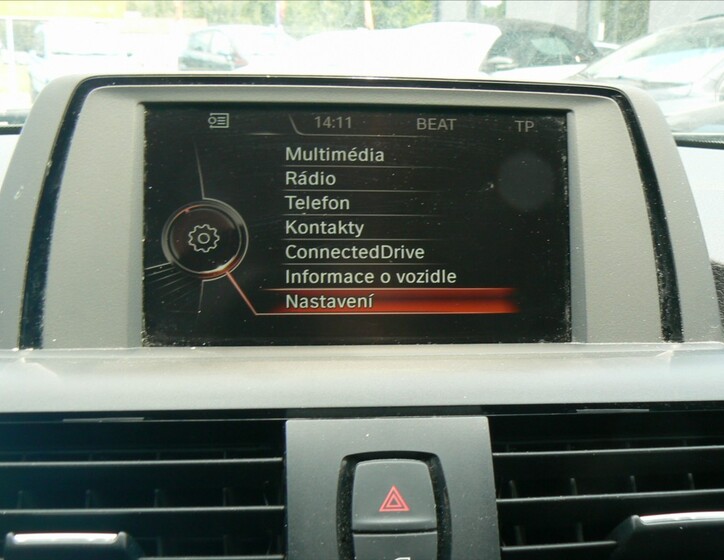 14:11 BEAT TP
Multimédia
Rádio
Telefon
Kontakty
ConnectedDrive
Informace o vozidle
Nastavení